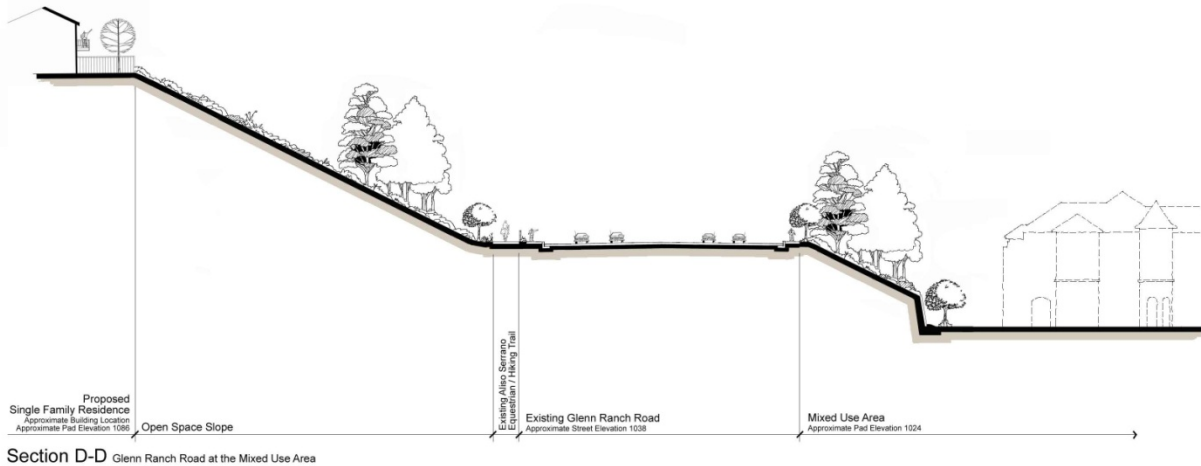 Proposed
Single Family Residence
Approximate Building Location
Approximate Pad Elevation 1086
Open Space Slope
Existing Aliso Serrano
Equestrian / Hiking Trail
Existing Glenn Ranch Road
Approximate Street Elevation 1038
Mixed Use Area
Approximate Pad Elevation 1024
Section D-D Glenn Ranch Road at the Mixed Use Area